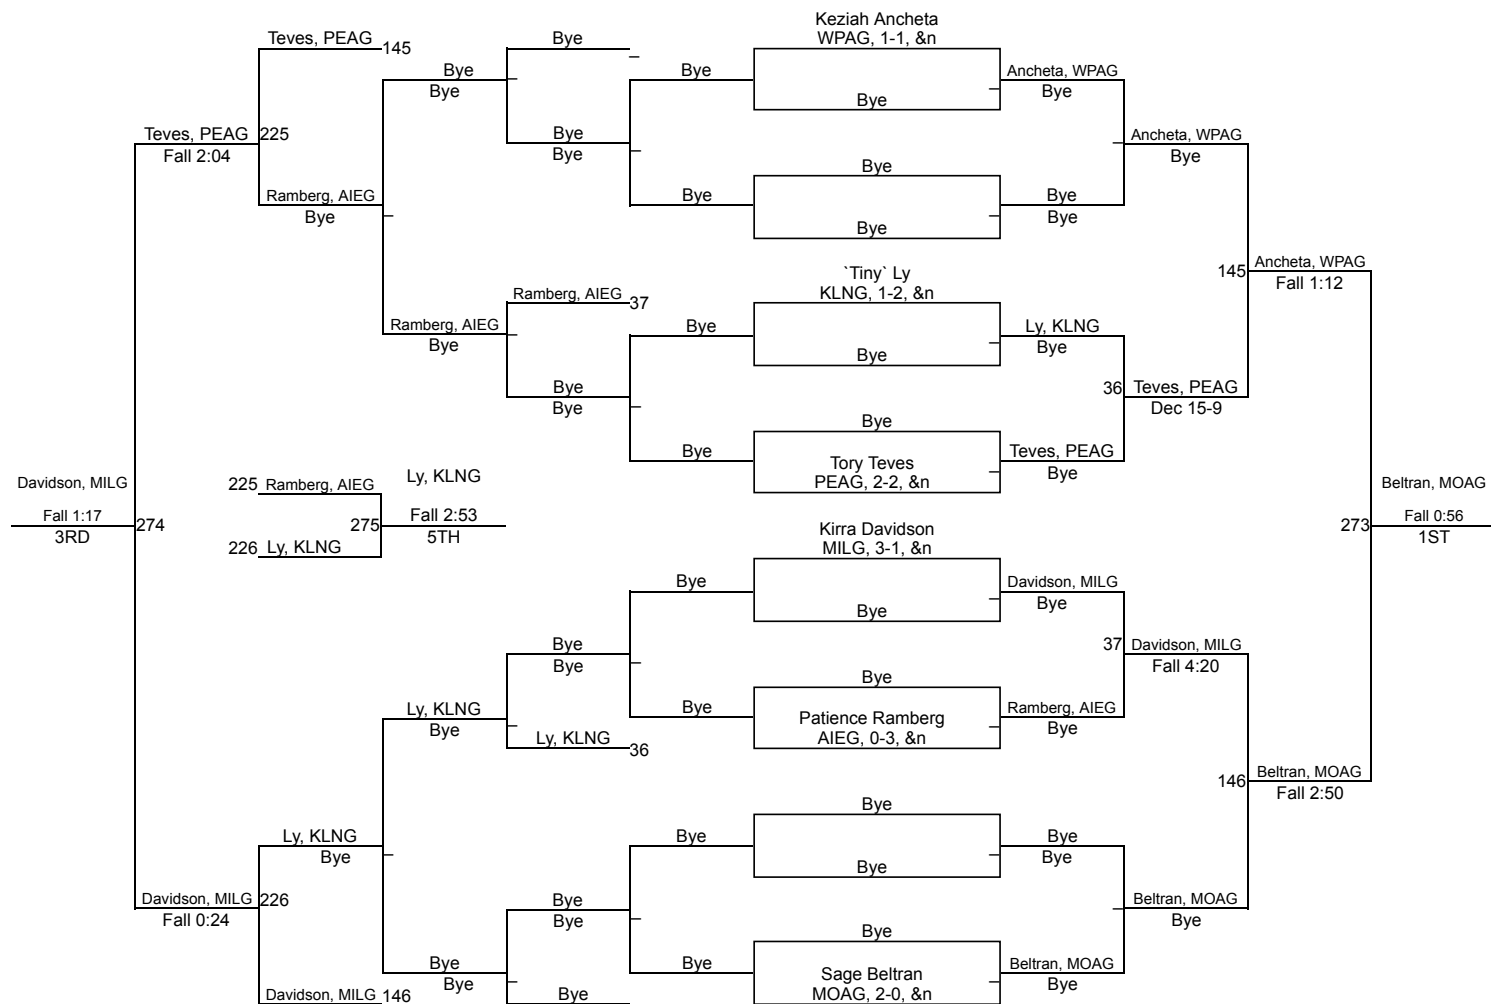 Keziah Ancheta
WPAG, 1-1, &n
Teves, PEAG 145
Bye
Bye
Bye
Bye
Bye
Ancheta, WPAG
Bye
Teves, PEAG 225
Fall 2:04
Bye
Bye
Ancheta, WPAG
Bye
Ramberg, AIEG
Bye
Bye
Bye
Bye
Bye
Bye
`Tiny` Ly
KLNG, 1-2, &n
145
Ancheta, WPAG
Fall 1:12
Ramberg, AIEG 37
Ramberg, AIEG
Bye
Bye
Bye
Ly, KLNG
Bye
Bye
Bye
36
Teves, PEAG
Dec 15-9
Bye
Bye
Tory Teves
PEAG, 2-2, &n
Teves, PEAG
Bye
Davidson, MILG
Fall 1:17
3RD
274
225 Ramberg, AIEG
226 Ly, KLNG
275
Ly, KLNG
Fall 2:53
5TH
273
Beltran, MOAG
Fall 0:56
1ST
Kirra Davidson
MILG, 3-1, &n
Bye
Bye
Davidson, MILG
Bye
Bye
Bye
37
Davidson, MILG
Fall 4:20
Ly, KLNG
Bye
Bye
Bye
Patience Ramberg
AIEG, 0-3, &n
Ramberg, AIEG
Bye
Ly, KLNG 36
146
Beltran, MOAG
Fall 2:50
Bye
Ly, KLNG
Bye
Bye
Bye
Bye
Bye
Davidson, MILG 226
Fall 0:24
Bye
Bye
Beltran, MOAG
Bye
Bye
Bye
Bye
Bye
Sage Beltran
MOAG, 2-0, &n
Beltran, MOAG
Bye
Davidson, MILG 146
Bye